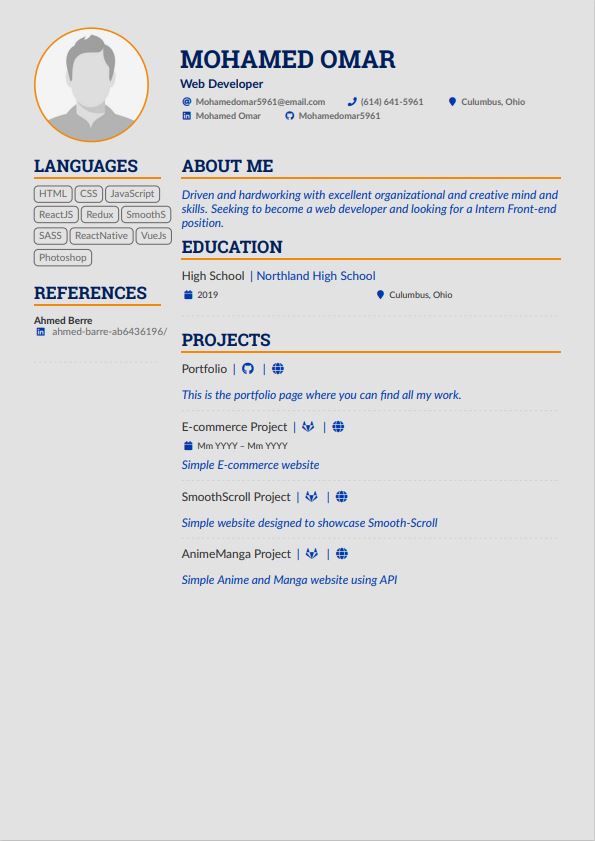 MOHAMED OMAR
Web Developer
Mohamedomar5961@email.com (614) 641-5961 Culumbus, Ohio
Mohamed Omar Mohamedomar5961
LANGUAGES
HTML CSS JavaScript
ReactJS Redux SmoothS
SASS ReactNative VueJs
Photoshop
REFERENCES
Ahmed Berre
ahmed-barre-ab6436196/
ABOUT ME
Driven and hardworking with excellent organizational and creative mind and
skills. Seeking to become a web developer and looking for a Intern Front-end
position.
EDUCATION
High School | Northland High School
2019 Culumbus, Ohio
PROJECTS
Portfolio | |
This is the portfolio page where you can find all my work.
E-commerce Project | |
Mm YYYY – Mm YYYY
Simple E-commerce website
SmoothScroll Project | |
Simple website designed to showcase Smooth-Scroll
AnimeManga Project | |
Simple Anime and Manga website using API